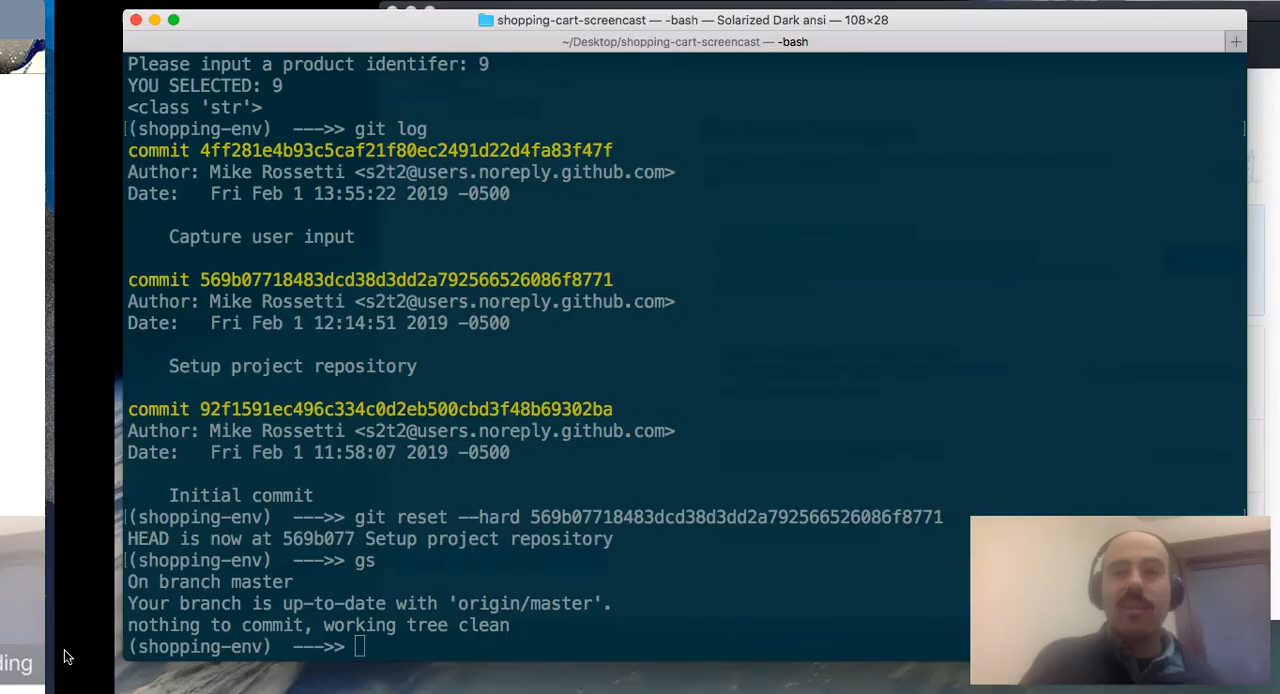 shopping-cart-screencast — -bash — Solarized Dark ansi — 108×28
~/Desktop/shopping-cart-screencast — -bash
Please input a product identifer: 9
YOU SELECTED: 9
<class 'str'>
(shopping-env) --->> git log
commit 4ff281e4b93c5caf21f80ec2491d22d4fa83f47f
Author: Mike Rossetti <s2t2@users.noreply.github.com>
Date: Fri Feb 1 13:55:22 2019 -0500
Capture user input
commit 569b07718483dcd38d3dd2a792566526086f8771
Author: Mike Rossetti <s2t2@users.noreply.github.com>
Date: Fri Feb 1 12:14:51 2019 -0500
Setup project repository
commit 92f1591ec496c334c0d2eb500cbd3f48b69302ba
Author: Mike Rossetti <s2t2@users.noreply.github.com>
Date: Fri Feb 1 11:58:07 2019 -0500
Initial commit
(shopping-env) --->> git reset --hard 569b07718483dcd38d3dd2a792566526086f8771
HEAD is now at 569b077 Setup project repository
(shopping-env) --->> gs
On branch master
Your branch is up-to-date with 'origin/master'.
nothing to commit, working tree clean
(shopping-env) --->>
ding